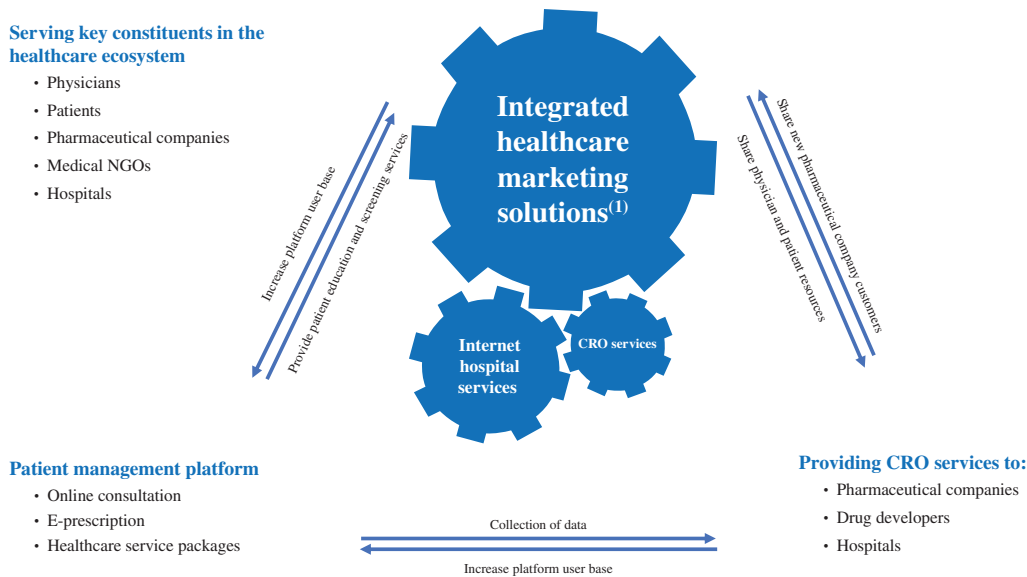 Serving key constituents in the
healthcare ecosystem
• Physicians
• Patients
• Pharmaceutical companies
• Medical NGOs
• Hospitals
Integrated
healthcare
marketing
solutions(1)
Increase platform user base
Provide patient education and screening services
Share new pharmaceutical company customers
Share physician and patient resources
Internet
hospital
services
CRO services
Patient management platform
• Online consultation
• E-prescription
• Healthcare service packages
Collection of data
Increase platform user base
Providing CRO services to:
• Pharmaceutical companies
• Drug developers
• Hospitals